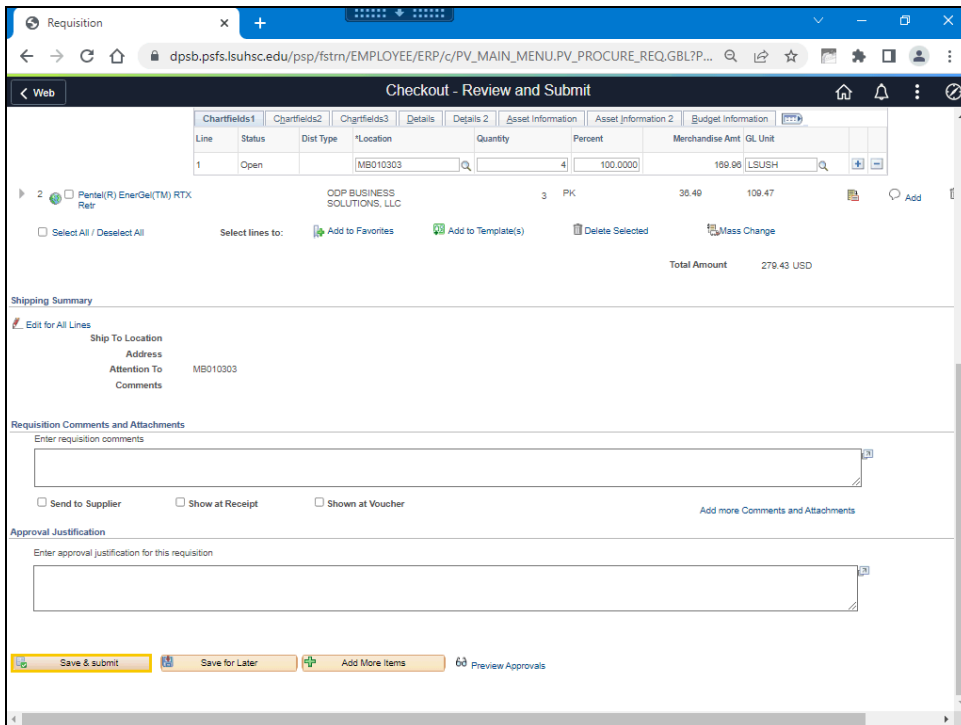 Requisition
dpsb.psfs.lsuhsc.edu/psp/fstrn/EMPLOYEE/ERP/c/PV_MAIN_MENU.PV_PROCURE_REQ.GBL?P...
Web
Checkout - Review and Submit
Chartfields1 Chartfields2 Chartfields3 Details Details 2 Asset Information Asset Information 2 Budget Information
Line Status Dist Type *Location Quantity Percent Merchandise Amt GL Unit
1 Open MB010303 4 100.0000 169.96 LSUSH
2 Pentel(R) EnerGel(TM) RTX Retr ODP BUSINESS SOLUTIONS, LLC 3 PK 36.49 109.47 Add
Select All / Deselect All Select lines to: Add to Favorites Add to Template(s) Delete Selected Mass Change
Total Amount 279.43 USD
Shipping Summary
Edit for All Lines
Ship To Location
Address
Attention To MB010303
Comments
Requisition Comments and Attachments
Enter requisition comments
Send to Supplier Show at Receipt Shown at Voucher
Add more Comments and Attachments
Approval Justification
Enter approval justification for this requisition
Save & submit Save for Later Add More Items Preview Approvals